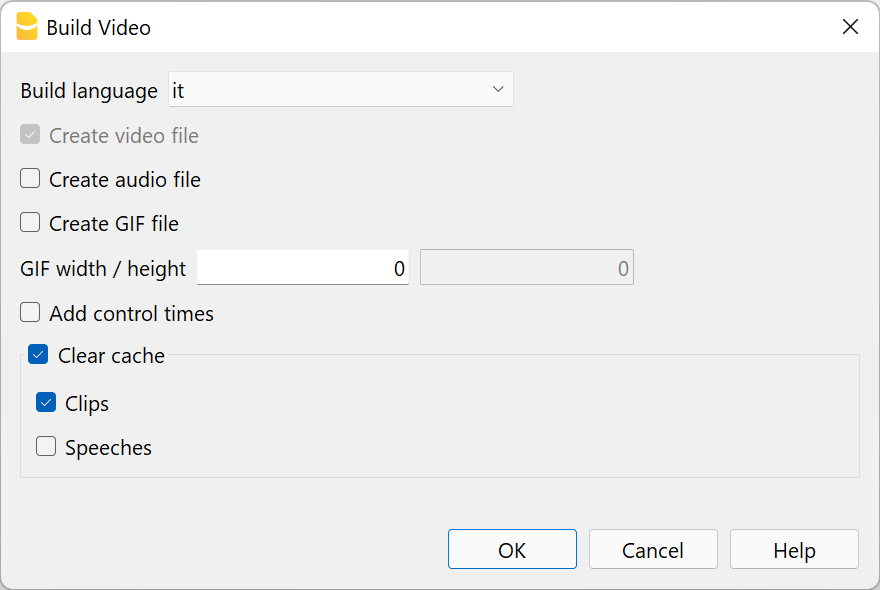 Build Video
Build language it
Create video file
Create audio file
Create GIF file
GIF width / height 0 0
Add control times
Clear cache
Clips
Speeches
OK Cancel Help